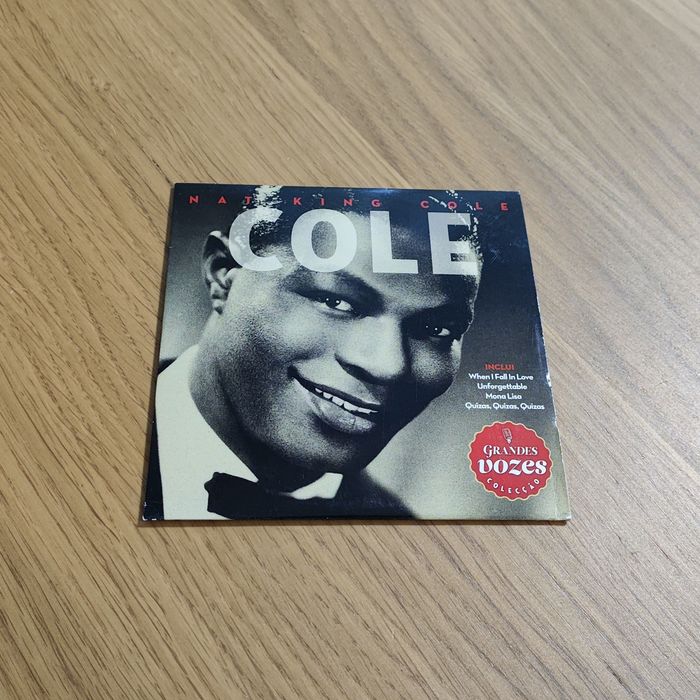 NAT KING COLE
COLE
INCLUI
When I Fall In Love
Unforgettable
Mona Lisa
Quizas, Quizas, Quizas
GRANDES
vozes
COLECÇÃO